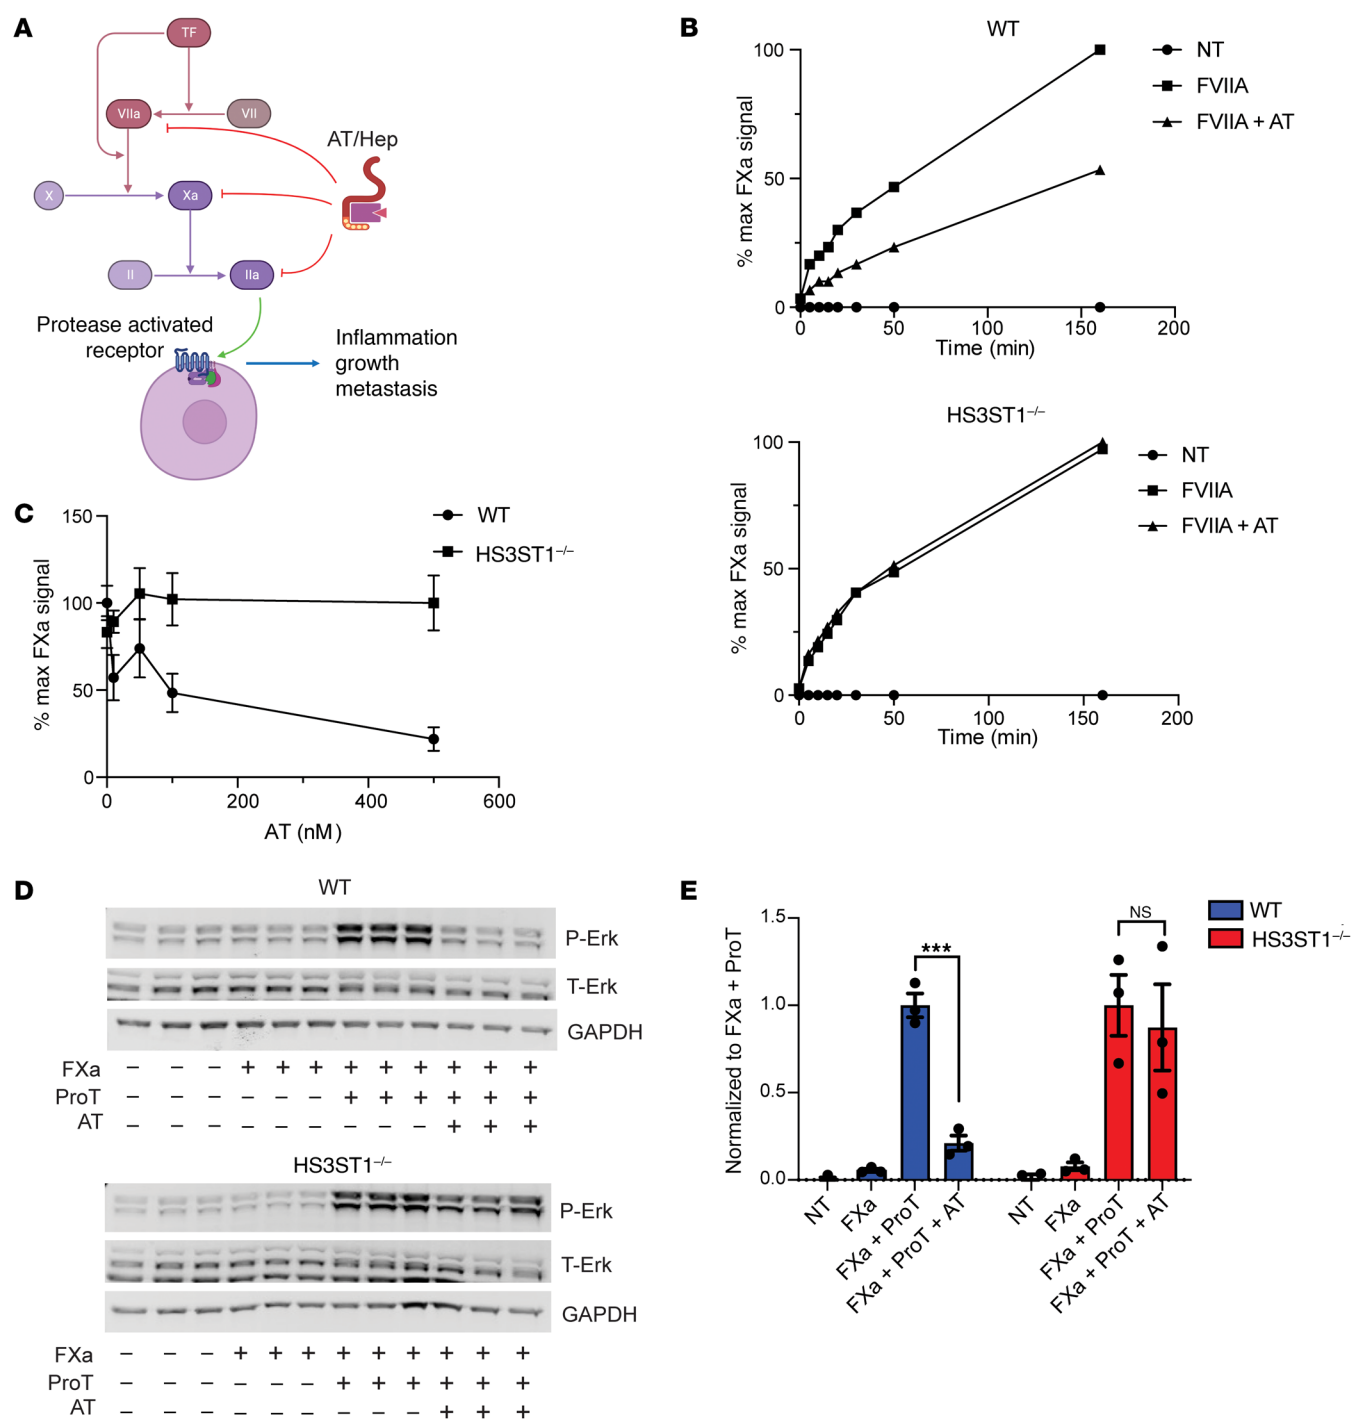 A
TF
VIIa
VII
AT/Hep
X
Xa
II
IIa
Protease activated
receptor
Inflammation
growth
metastasis
B
WT
100
50
0
% max FXa signal
0 50 100 150 200
Time (min)
NT
FVIIA
FVIIA + AT
HS3ST1–/–
100
50
0
% max FXa signal
0 50 100 150 200
Time (min)
NT
FVIIA
FVIIA + AT
C
150
100
50
0
% max FXa signal
0 200 400 600
AT (nM)
WT
HS3ST1–/–
D
WT
P-Erk
T-Erk
GAPDH
FXa – – – + + + + + + + + +
ProT – – – – – – + + + + + +
AT – – – – – – – – – + + +
HS3ST1–/–
P-Erk
T-Erk
GAPDH
FXa – – – + + + + + + + + +
ProT – – – – – – + + + + + +
AT – – – – – – – – – + + +
E
1.5
1.0
0.5
0.0
Normalized to FXa + ProT
***
NS
WT
HS3ST1–/–
NT
FXa
FXa + ProT
FXa + ProT + AT
NT
FXa
FXa + ProT
FXa + ProT + AT